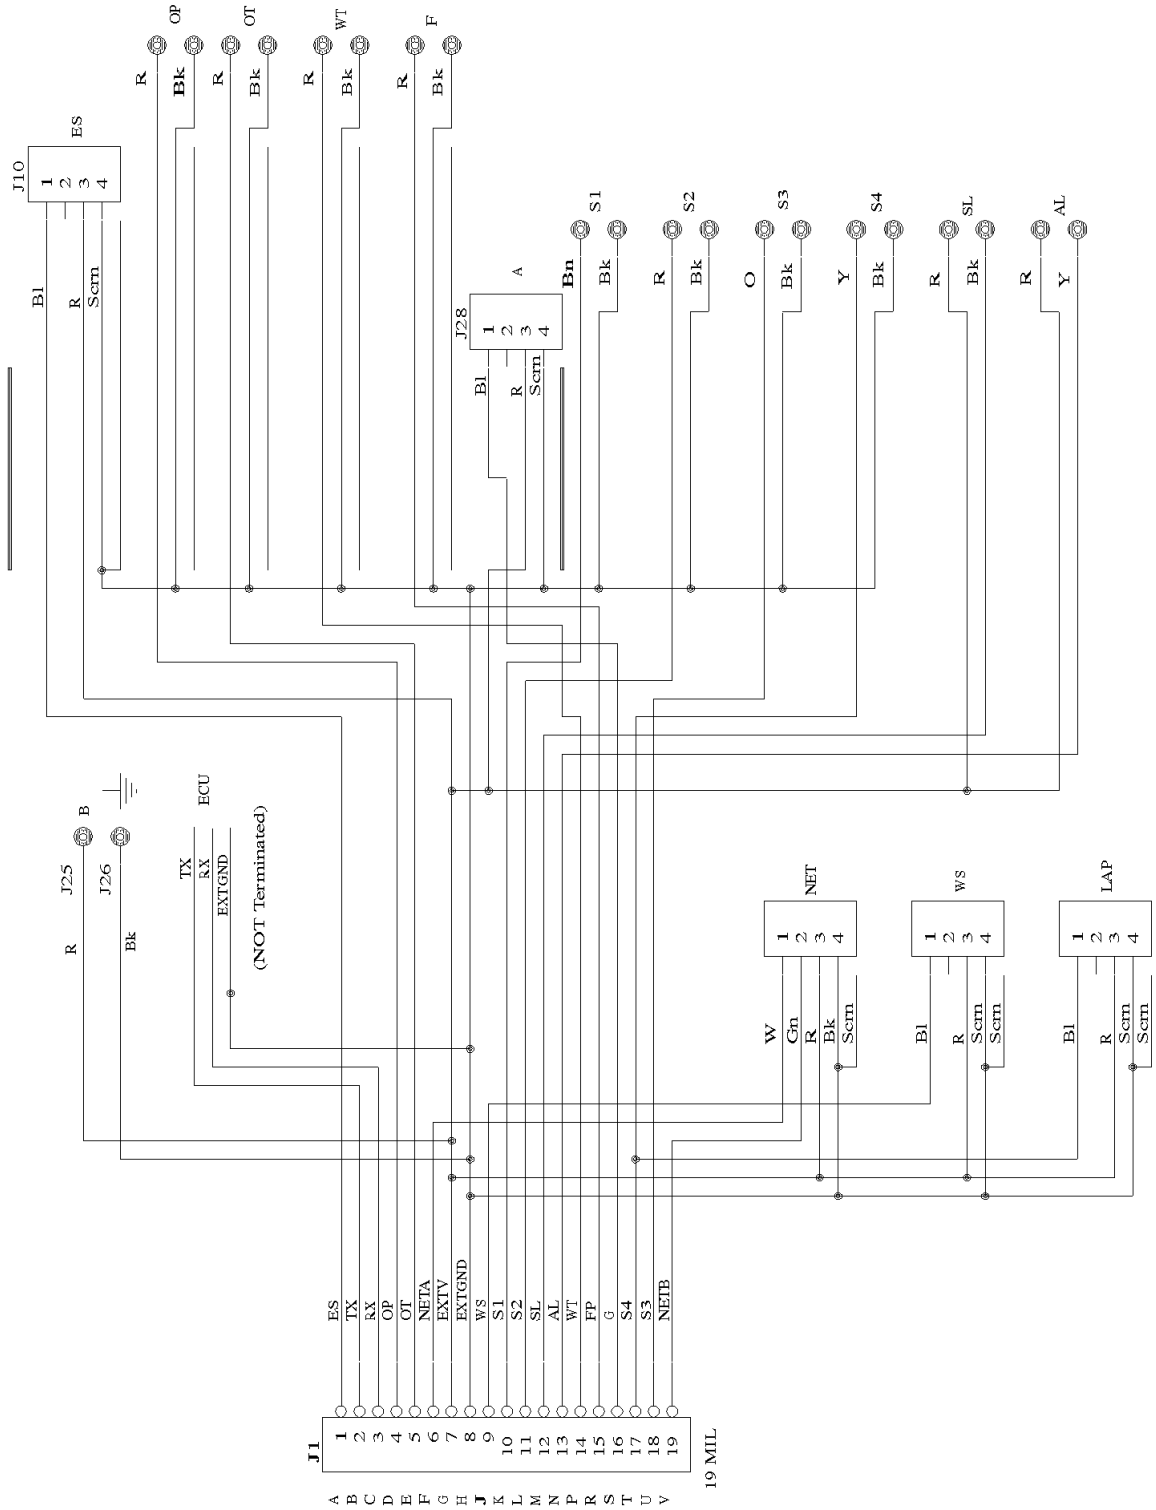 OP
OT
WT
F
R
Bk
R
Bk
R
Bk
R
Bk
J10
ES
1
2
3
4
Bl
R
Scrn
J28
A
1
2
3
4
Bl
R
Scrn
S1
S2
S3
S4
SL
AL
Bn
Bk
R
Bk
O
Bk
Y
Bk
R
Bk
R
Y
J25
B
J26
R
Bk
TX
RX
EXTGND
ECU
(NOT Terminated)
NET
1
2
3
4
W
Gn
R
Bk
Scrn
WS
1
2
3
4
Bl
R
Scrn
Scrn
LAP
1
2
3
4
Bl
R
Scrn
Scrn
ES
TX
RX
OP
OT
NETA
EXTV
EXTGND
WS
S1
S2
SL
AL
WT
FP
G
S4
S3
NETB
J1
1
2
3
4
5
6
7
8
9
10
11
12
13
14
15
16
17
18
19
19 MIL
A
B
C
D
E
F
G
H
J
K
L
M
N
P
R
S
T
U
V